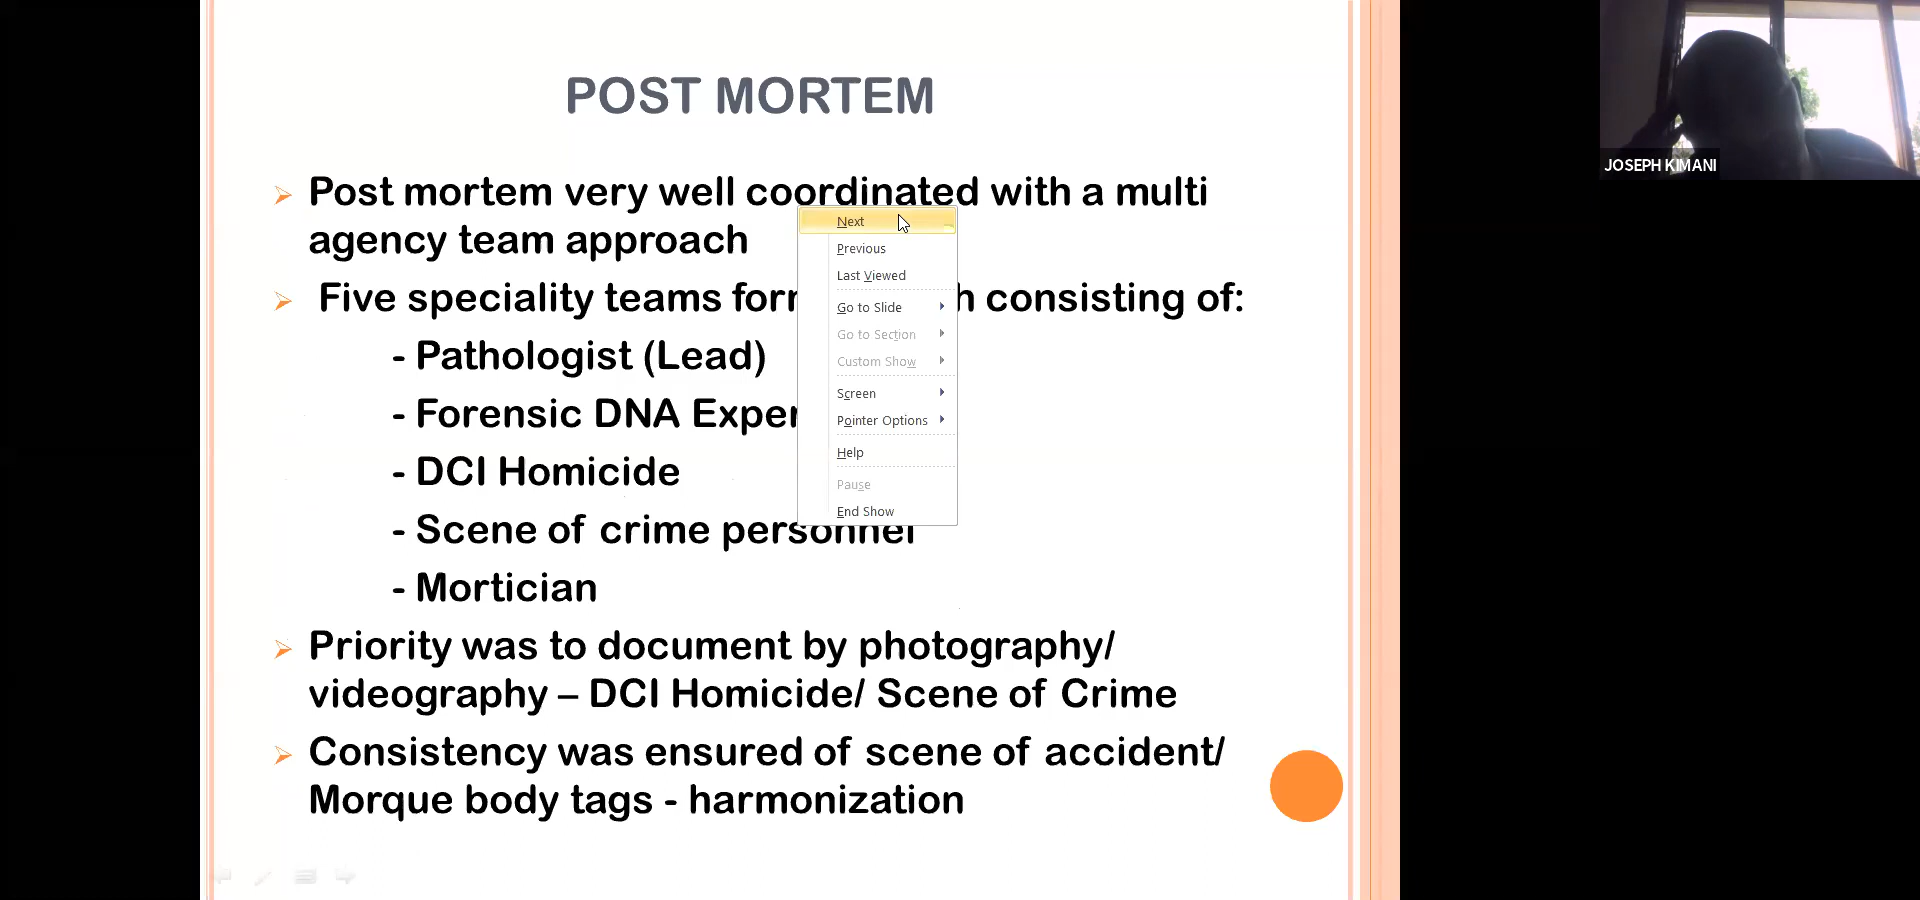 POST MORTEM
Post mortem very well coordinated with a multi
agency team approach
Five speciality teams consisting of:
- Pathologist (Lead)
- Forensic DNA
- DCI Homicide
- Scene of crime personnel
- Mortician
Priority was to document by photography/
videography – DCI Homicide/ Scene of Crime
Consistency was ensured of scene of accident/
Morque body tags - harmonization
Next
Previous
Last Viewed
Go to Slide
Go to Section
Custom Show
Screen
Pointer Options
Help
Pause
End Show
JOSEPH KIMANI